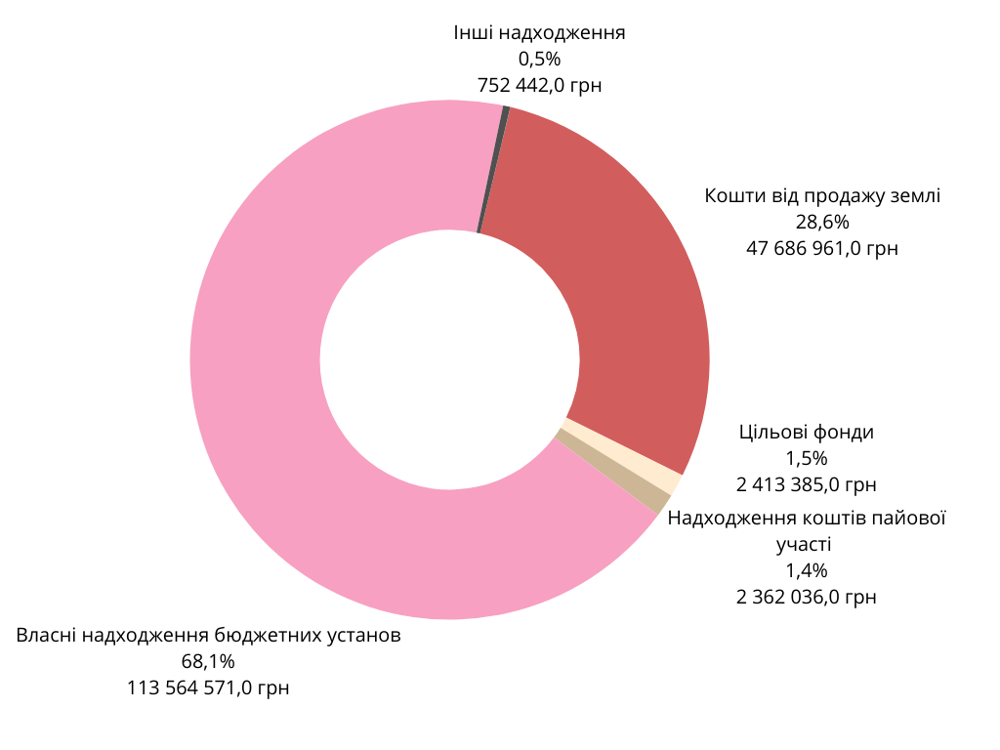 Інші надходження
0,5%
752 442,0 грн
Кошти від продажу землі
28,6%
47 686 961,0 грн
Цільові фонди
1,5%
2 413 385,0 грн
Надходження коштів пайової
участі
1,4%
2 362 036,0 грн
Власні надходження бюджетних установ
68,1%
113 564 571,0 грн